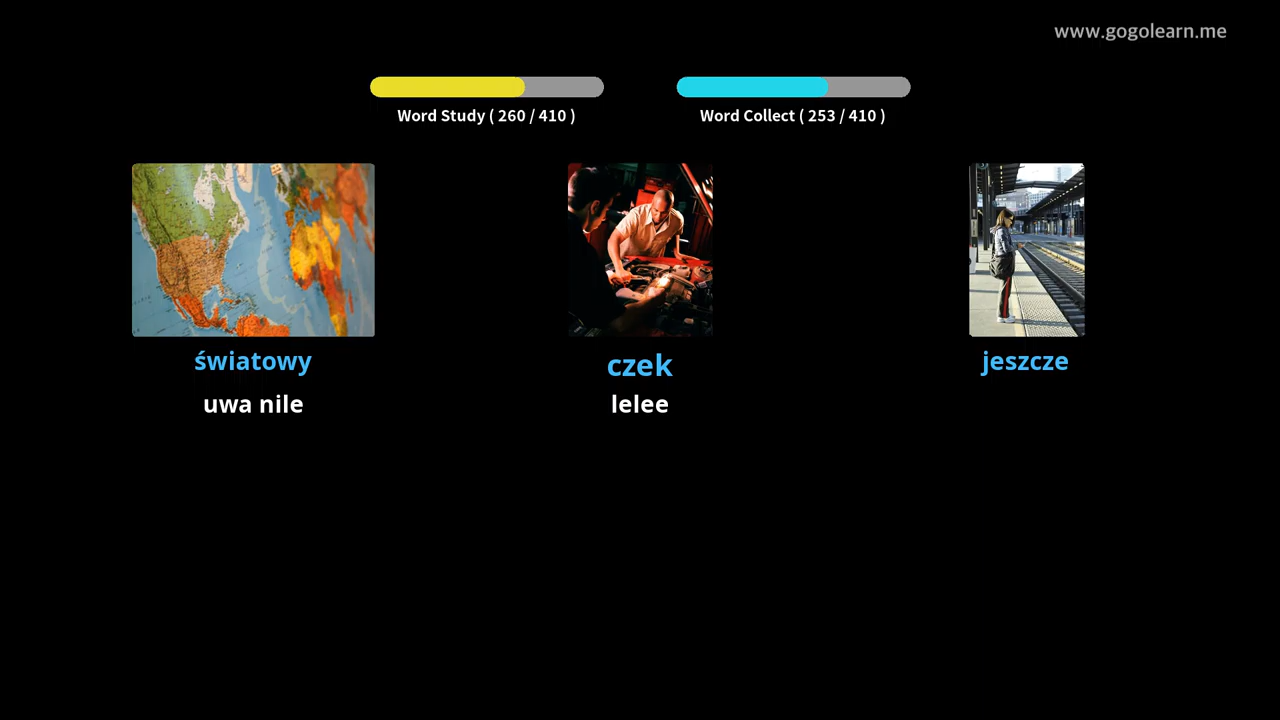 www.gogolearn.me
Word Study ( 260 / 410 )
Word Collect ( 253 / 410 )
światowy
czek
jeszcze
uwa nile
lelee